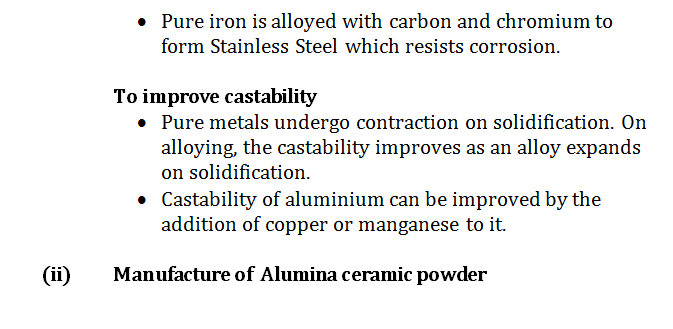 • Pure iron is alloyed with carbon and chromium to
form Stainless Steel which resists corrosion.
To improve castability
• Pure metals undergo contraction on solidification. On
alloying, the castability improves as an alloy expands
on solidification.
• Castability of aluminium can be improved by the
addition of copper or manganese to it.
(ii) Manufacture of Alumina ceramic powder